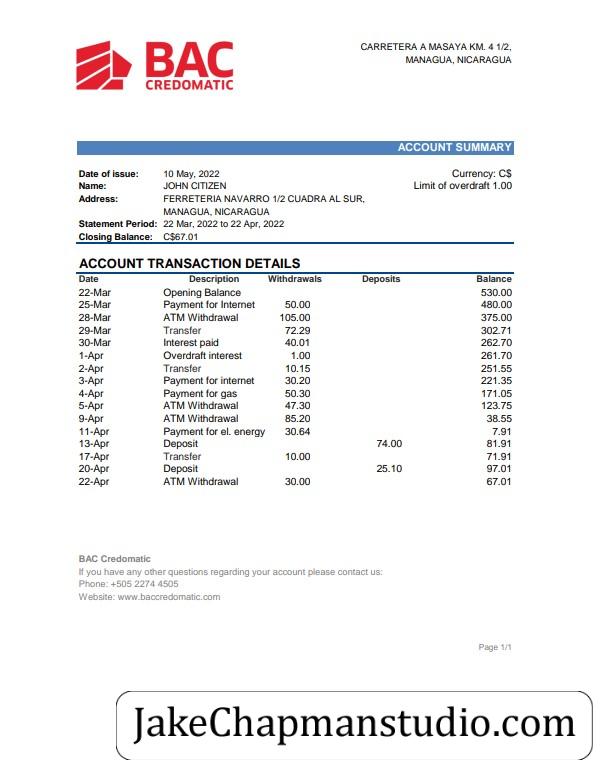 BAC
CREDOMATIC
CARRETERA A MASAYA KM. 4 1/2,
MANAGUA, NICARAGUA
ACCOUNT SUMMARY
Date of issue: 10 May, 2022 Currency: C$
Name: JOHN CITIZEN Limit of overdraft 1.00
Address: FERRETERIA NAVARRO 1/2 CUADRA AL SUR,
MANAGUA, NICARAGUA
Statement Period: 22 Mar, 2022 to 22 Apr, 2022
Closing Balance: C$67.01
ACCOUNT TRANSACTION DETAILS
Date Description Withdrawals Deposits Balance
22-Mar Opening Balance 530.00
25-Mar Payment for Internet 50.00 480.00
28-Mar ATM Withdrawal 105.00 375.00
29-Mar Transfer 72.29 302.71
30-Mar Interest paid 40.01 262.70
1-Apr Overdraft interest 1.00 261.70
2-Apr Transfer 10.15 251.55
3-Apr Payment for internet 30.20 221.35
4-Apr Payment for gas 50.30 171.05
5-Apr ATM Withdrawal 47.30 123.75
9-Apr ATM Withdrawal 85.20 38.55
11-Apr Payment for el. energy 30.64 7.91
13-Apr Deposit 74.00 81.91
17-Apr Transfer 10.00 71.91
20-Apr Deposit 25.10 97.01
22-Apr ATM Withdrawal 30.00 67.01
BAC Credomatic
If you have any other questions regarding your account please contact us:
Phone: +505 2274 4505
Website: www.baccredomatic.com
Page 1/1
JakeChapmanstudio.com